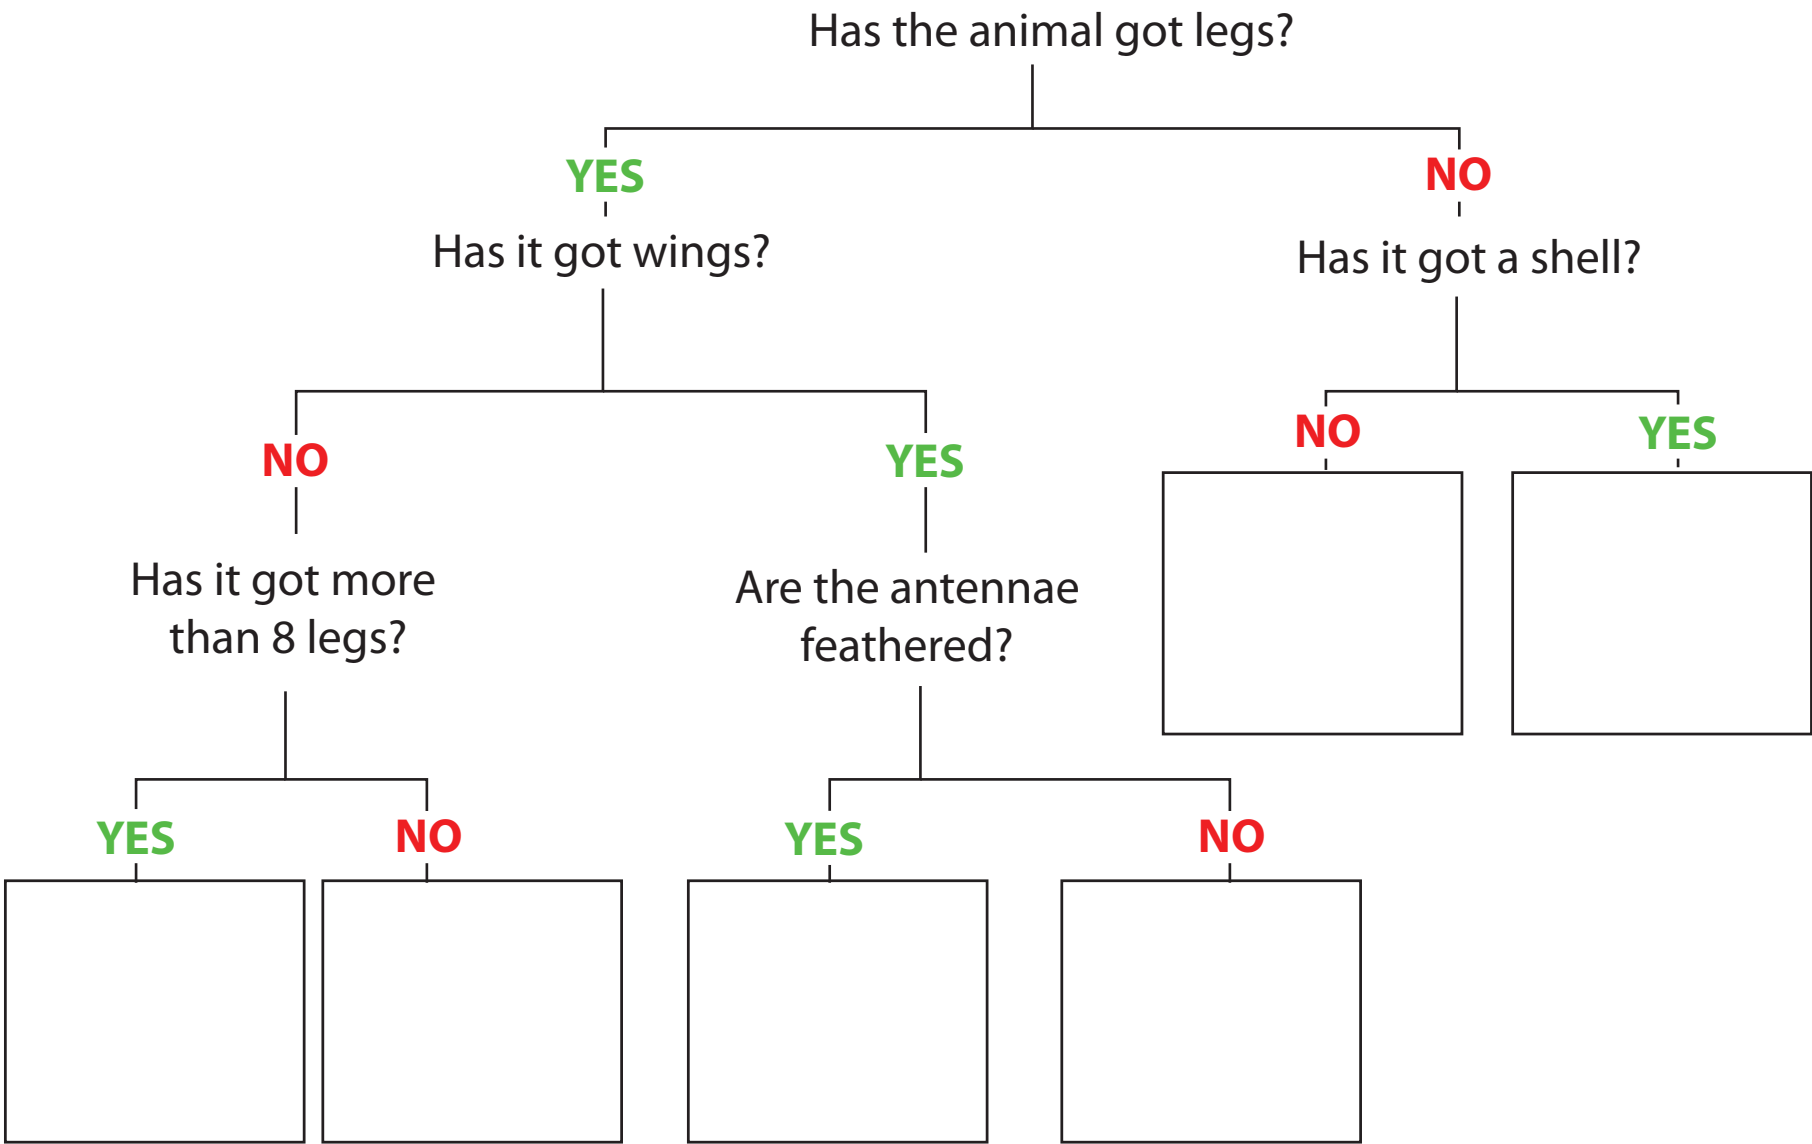 Has the animal got legs?
YES
NO
Has it got wings?
Has it got a shell?
NO
YES
NO
YES
Has it got more
than 8 legs?
Are the antennae
feathered?
YES
NO
YES
NO